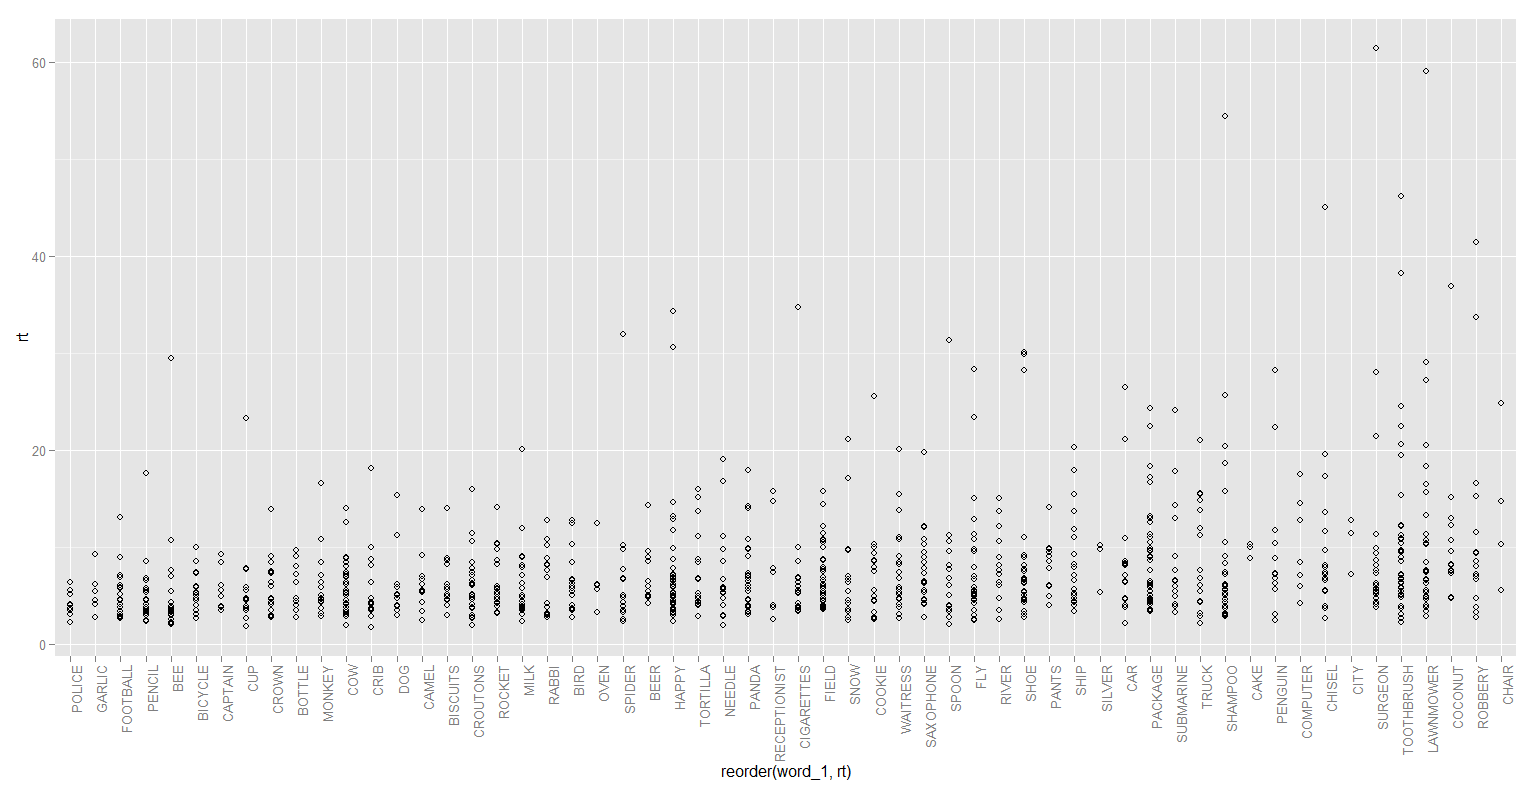 60
40
20
0
rt
POLICE
GARLIC
FOOTBALL
PENCIL
BEE
BICYCLE
CAPTAIN
CUP
CROWN
BOTTLE
MONKEY
COW
CRIB
DOG
CAMEL
BISCUITS
CROUTONS
ROCKET
MILK
RABBI
BIRD
OVEN
SPIDER
BEER
HAPPY
TORTILLA
NEEDLE
PANDA
RECEPTIONIST
CIGARETTES
FIELD
SNOW
COOKIE
WAITRESS
SAXOPHONE
SPOON
FLY
RIVER
SHOE
PANTS
SHIP
SILVER
CAR
PACKAGE
SUBMARINE
TRUCK
SHAMPOO
CAKE
PENGUIN
COMPUTER
CHISEL
CITY
SURGEON
TOOTHBRUSH
LAWNMOWER
COCONUT
ROBBERY
CHAIR
reorder(word_1, rt)